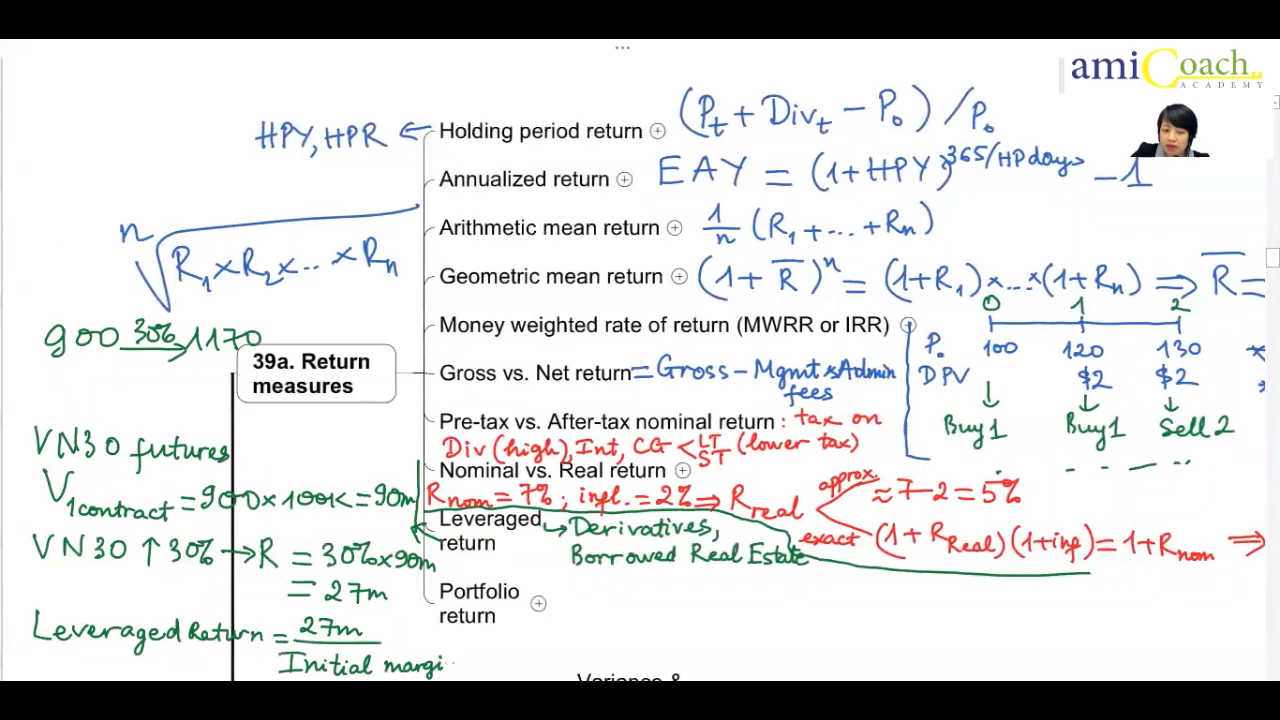 amiCoach
ACADEMY
HPY, HPR ← Holding period return (Pt + Divt − P0) / P0
Annualized return EAY = (1+HPY)^365/HP days − 1
Arithmetic mean return 1/n (R1 + ... + Rn)
n√R1 × R2 × ... × Rn
Geometric mean return (1 + R̅)^n = (1+R1) × ... × (1+Rn) ⇒ R̅ =
0 1 2
Money weighted rate of return (MWRR or IRR)
P0 100 120 130
DPV $2 $2
Buy 1 Buy 1 Sell 2
900 30%→ 1170
39a. Return
measures
Gross vs. Net return = Gross − Mgmt & Admin
fees
Pre-tax vs. After-tax nominal return : tax on
Div (high), Int, CG < LT ST (lower tax)
Nominal vs. Real return
Rnom = 7% ; infl. = 2% ⇒ Rreal
approx. ≈ 7−2 = 5%
exact (1 + RReal)(1+inf) = 1+Rnom ⇒
Leveraged
return
→ Derivatives,
Borrowed Real Estate
Portfolio
return
VN30 futures
V1contract = 900 × 100K = 90m
VN30 ↑ 30% → R = 30% × 90m
= 27m
Leveraged Return = 27m
Initial margi
Variance &